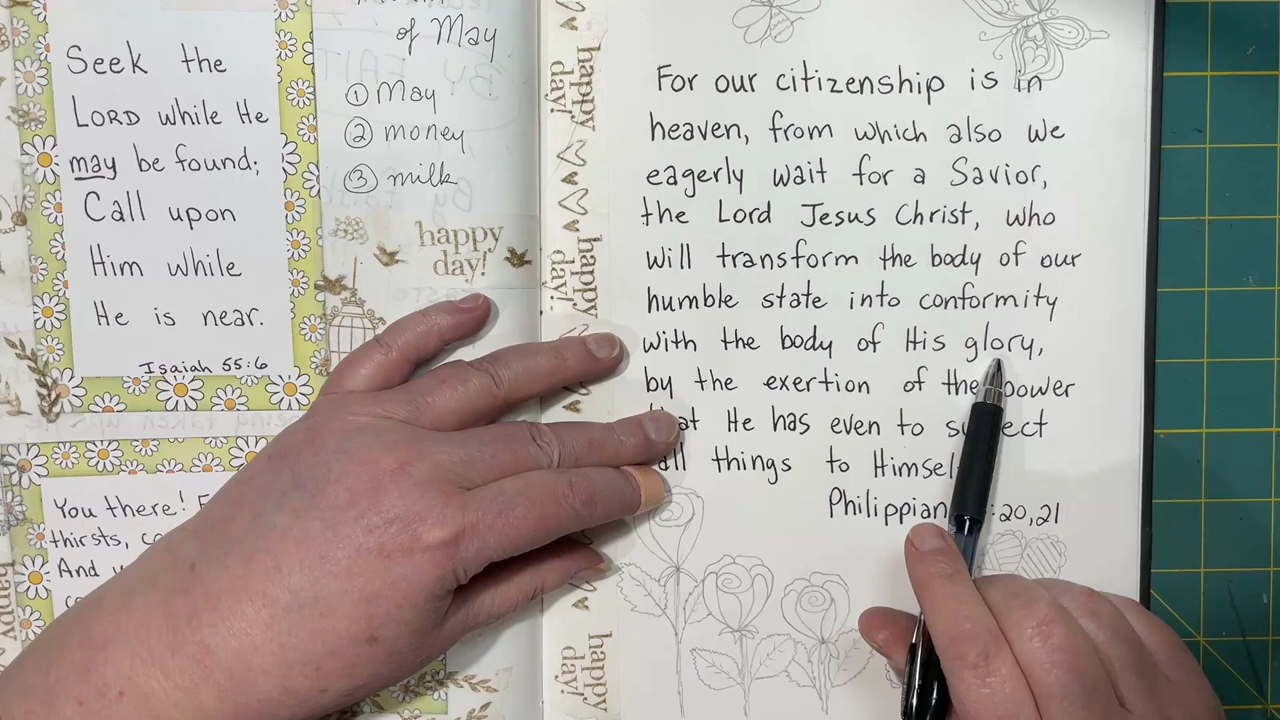 Seek the
LORD while He
may be found;
Call upon
Him while
He is near.
Isaiah 55:6
You there!
thirsts,
And
of May
① May
② money
③ milk
happy
day!
happy
day!
happy
day!
happy
day!
happy
For our citizenship is in
heaven, from which also we
eagerly wait for a Savior,
the Lord Jesus Christ, who
will transform the body of our
humble state into conformity
with the body of His glory,
by the exertion of the power
He has even to
all things to
:20,21